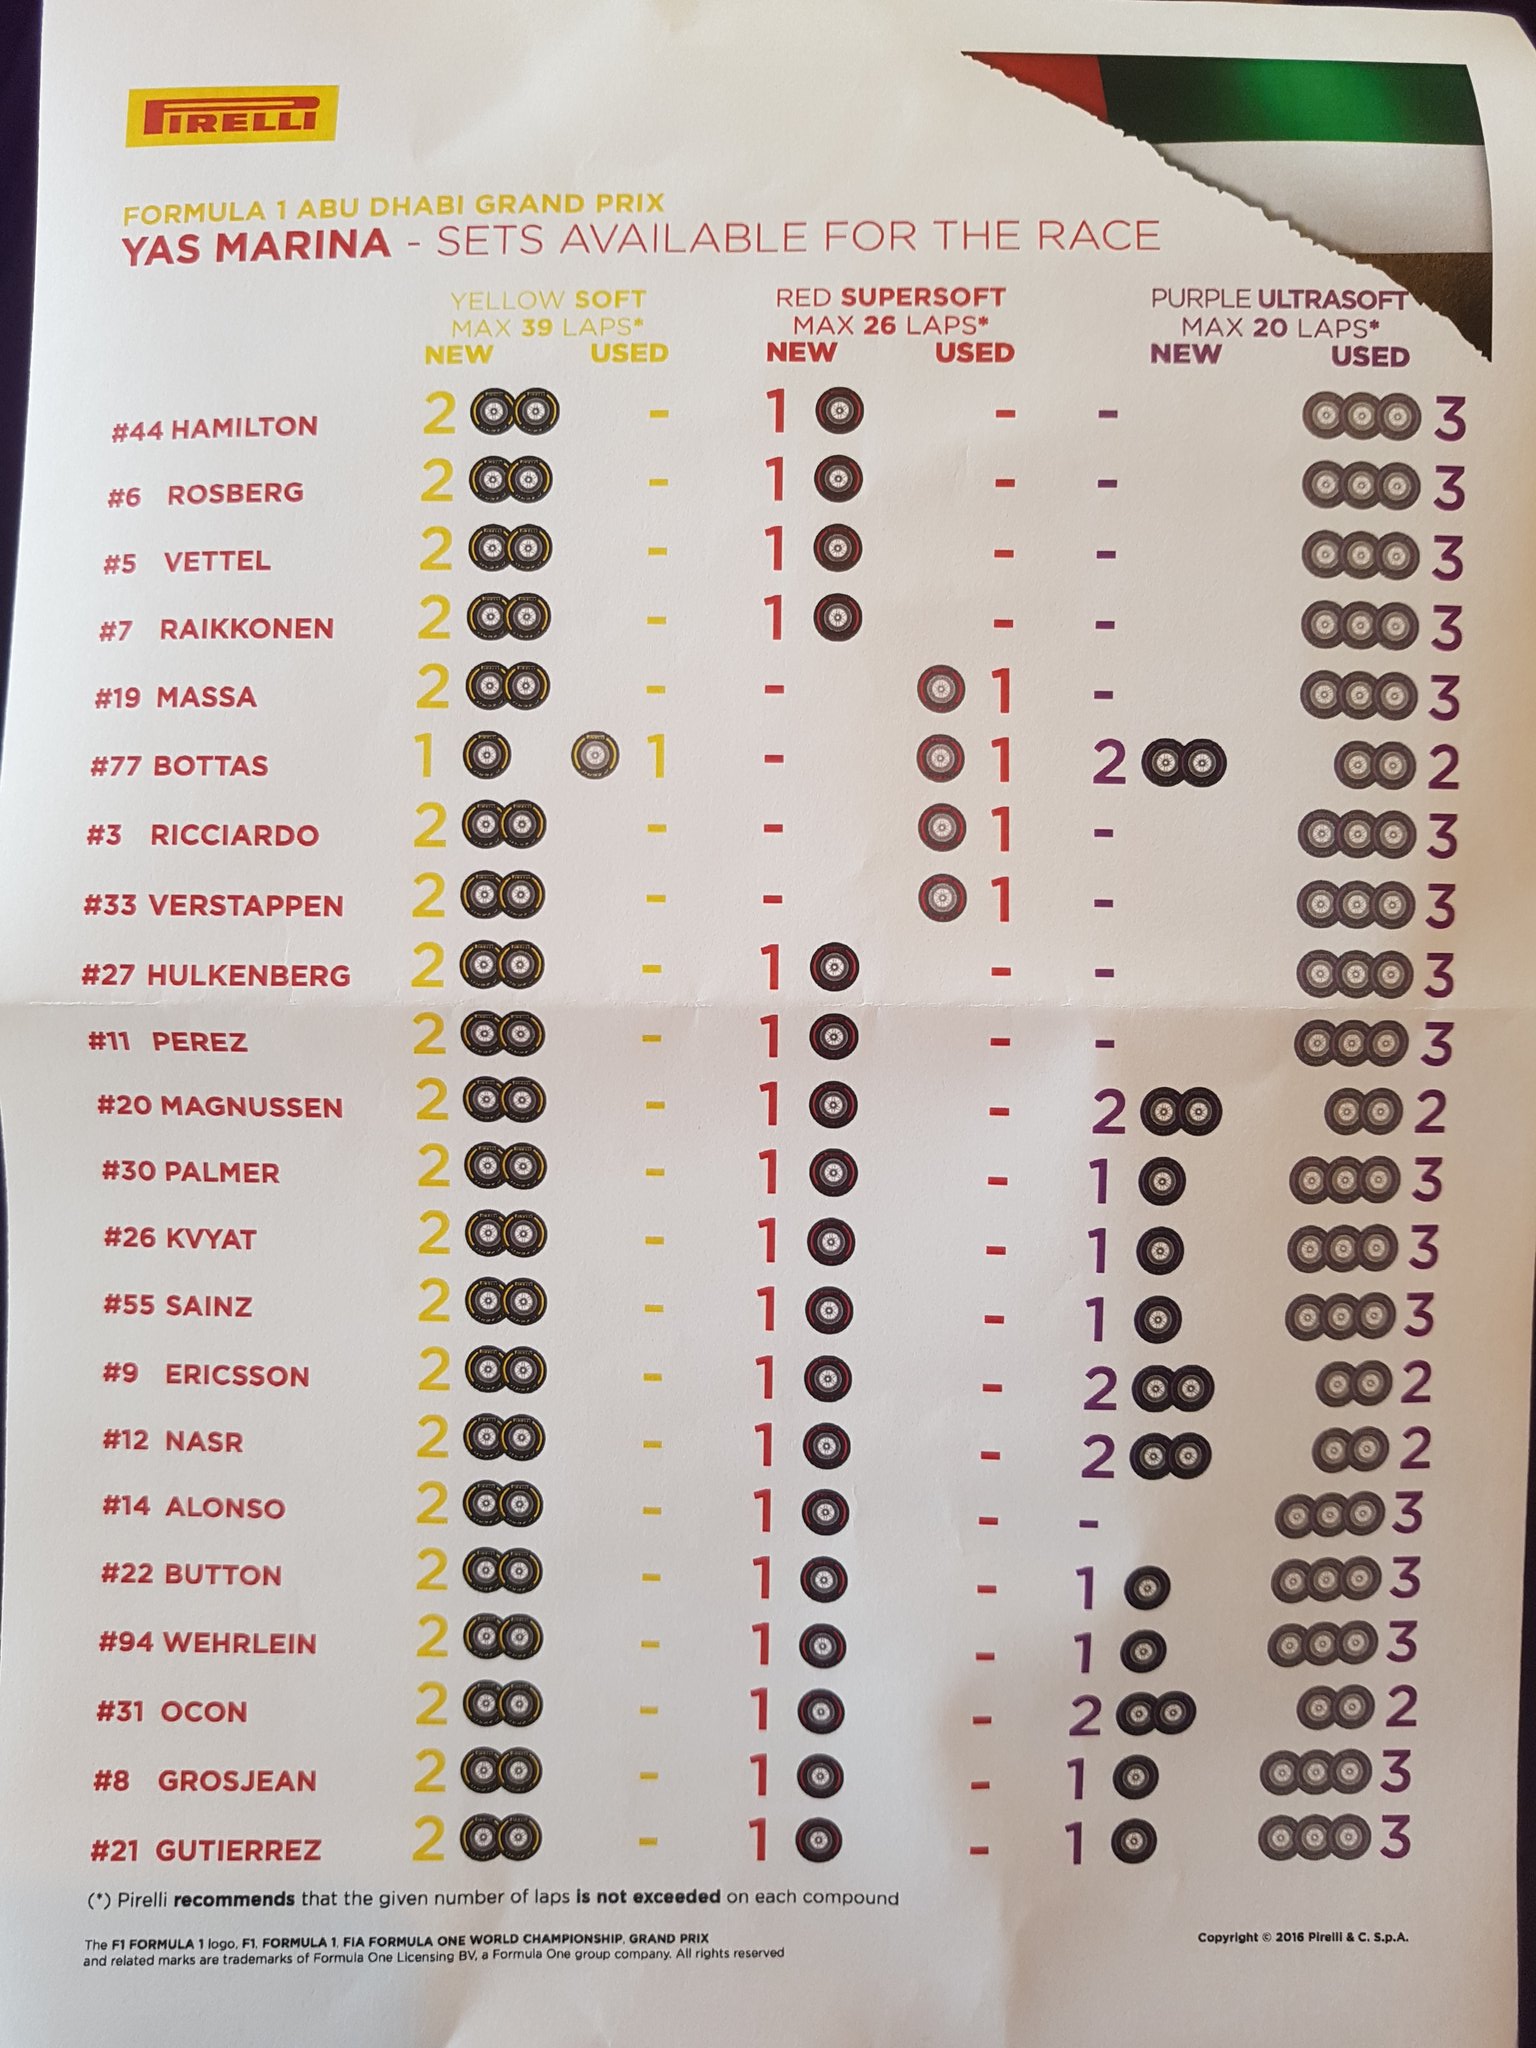 PIRELLI
FORMULA 1 ABU DHABI GRAND PRIX
YAS MARINA - SETS AVAILABLE FOR THE RACE
YELLOW SOFT RED SUPERSOFT PURPLE ULTRASOFT
MAX 39 LAPS* MAX 26 LAPS* MAX 20 LAPS*
NEW USED NEW USED NEW USED
#44 HAMILTON 2 - 1 - - 3
#6 ROSBERG 2 - 1 - - 3
#5 VETTEL 2 - 1 - - 3
#7 RAIKKONEN 2 - 1 - - 3
#19 MASSA 2 - - 1 - 3
#77 BOTTAS 1 1 - 1 2 2
#3 RICCIARDO 2 - - 1 - 3
#33 VERSTAPPEN 2 - - 1 - 3
#27 HULKENBERG 2 - 1 - - 3
#11 PEREZ 2 - 1 - - 3
#20 MAGNUSSEN 2 - 1 - 2 2
#30 PALMER 2 - 1 - 1 3
#26 KVYAT 2 - 1 - 1 3
#55 SAINZ 2 - 1 - 1 3
#9 ERICSSON 2 - 1 - 2 2
#12 NASR 2 - 1 - 2 2
#14 ALONSO 2 - 1 - - 3
#22 BUTTON 2 - 1 - 1 3
#94 WEHRLEIN 2 - 1 - 1 3
#31 OCON 2 - 1 - 2 2
#8 GROSJEAN 2 - 1 - 1 3
#21 GUTIERREZ 2 - 1 - 1 3
(*) Pirelli recommends that the given number of laps is not exceeded on each compound
The F1 FORMULA 1 logo, F1, FORMULA 1, FIA FORMULA ONE WORLD CHAMPIONSHIP, GRAND PRIX
and related marks are trademarks of Formula One Licensing BV, a Formula One group company. All rights reserved
Copyright © 2016 Pirelli & C. S.p.A.